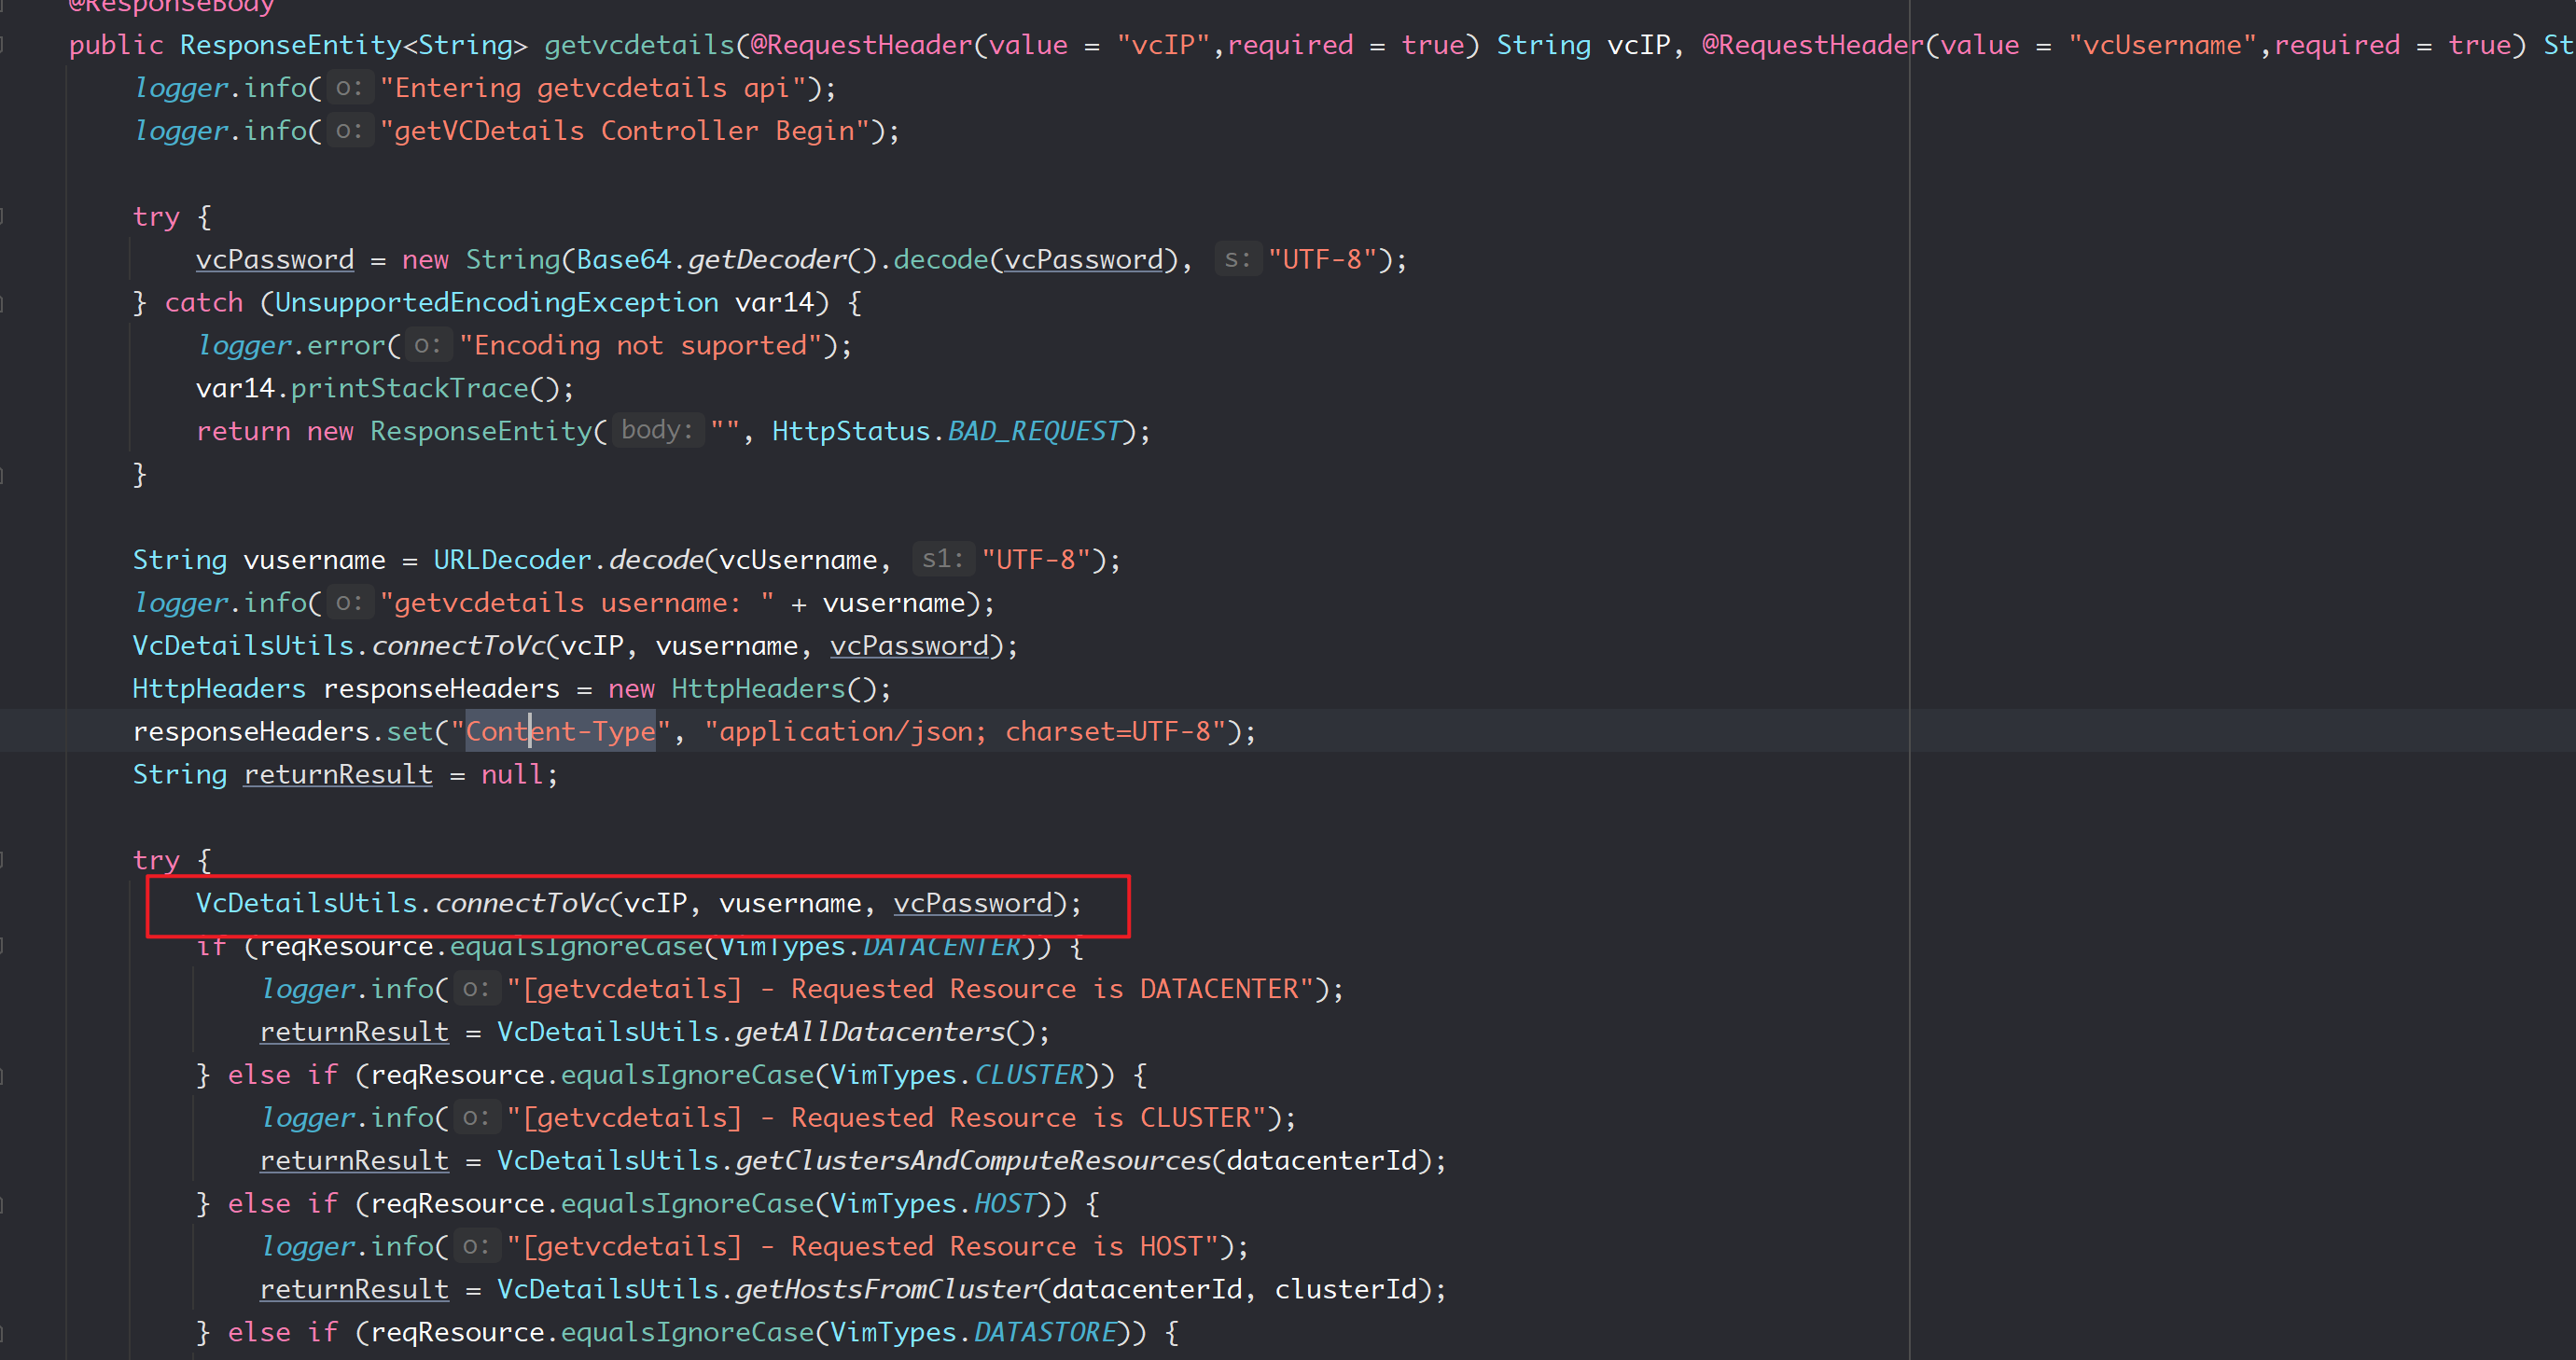 @ResponseBody
public ResponseEntity<String> getvcdetails(@RequestHeader(value = "vcIP",required = true) String vcIP, @RequestHeader(value = "vcUsername",required = true) St
logger.info( o: "Entering getvcdetails api");
logger.info( o: "getVCDetails Controller Begin");
try {
vcPassword = new String(Base64.getDecoder().decode(vcPassword), s: "UTF-8");
} catch (UnsupportedEncodingException var14) {
logger.error( o: "Encoding not suported");
var14.printStackTrace();
return new ResponseEntity( body: "", HttpStatus.BAD_REQUEST);
}
String vusername = URLDecoder.decode(vcUsername, s1: "UTF-8");
logger.info( o: "getvcdetails username: " + vusername);
VcDetailsUtils.connectToVc(vcIP, vusername, vcPassword);
HttpHeaders responseHeaders = new HttpHeaders();
responseHeaders.set("Content-Type", "application/json; charset=UTF-8");
String returnResult = null;
try {
VcDetailsUtils.connectToVc(vcIP, vusername, vcPassword);
if (reqResource.equalsIgnoreCase(VimTypes.DATACENTER)) {
logger.info( o: "[getvcdetails] - Requested Resource is DATACENTER");
returnResult = VcDetailsUtils.getAllDatacenters();
} else if (reqResource.equalsIgnoreCase(VimTypes.CLUSTER)) {
logger.info( o: "[getvcdetails] - Requested Resource is CLUSTER");
returnResult = VcDetailsUtils.getClustersAndComputeResources(datacenterId);
} else if (reqResource.equalsIgnoreCase(VimTypes.HOST)) {
logger.info( o: "[getvcdetails] - Requested Resource is HOST");
returnResult = VcDetailsUtils.getHostsFromCluster(datacenterId, clusterId);
} else if (reqResource.equalsIgnoreCase(VimTypes.DATASTORE)) {